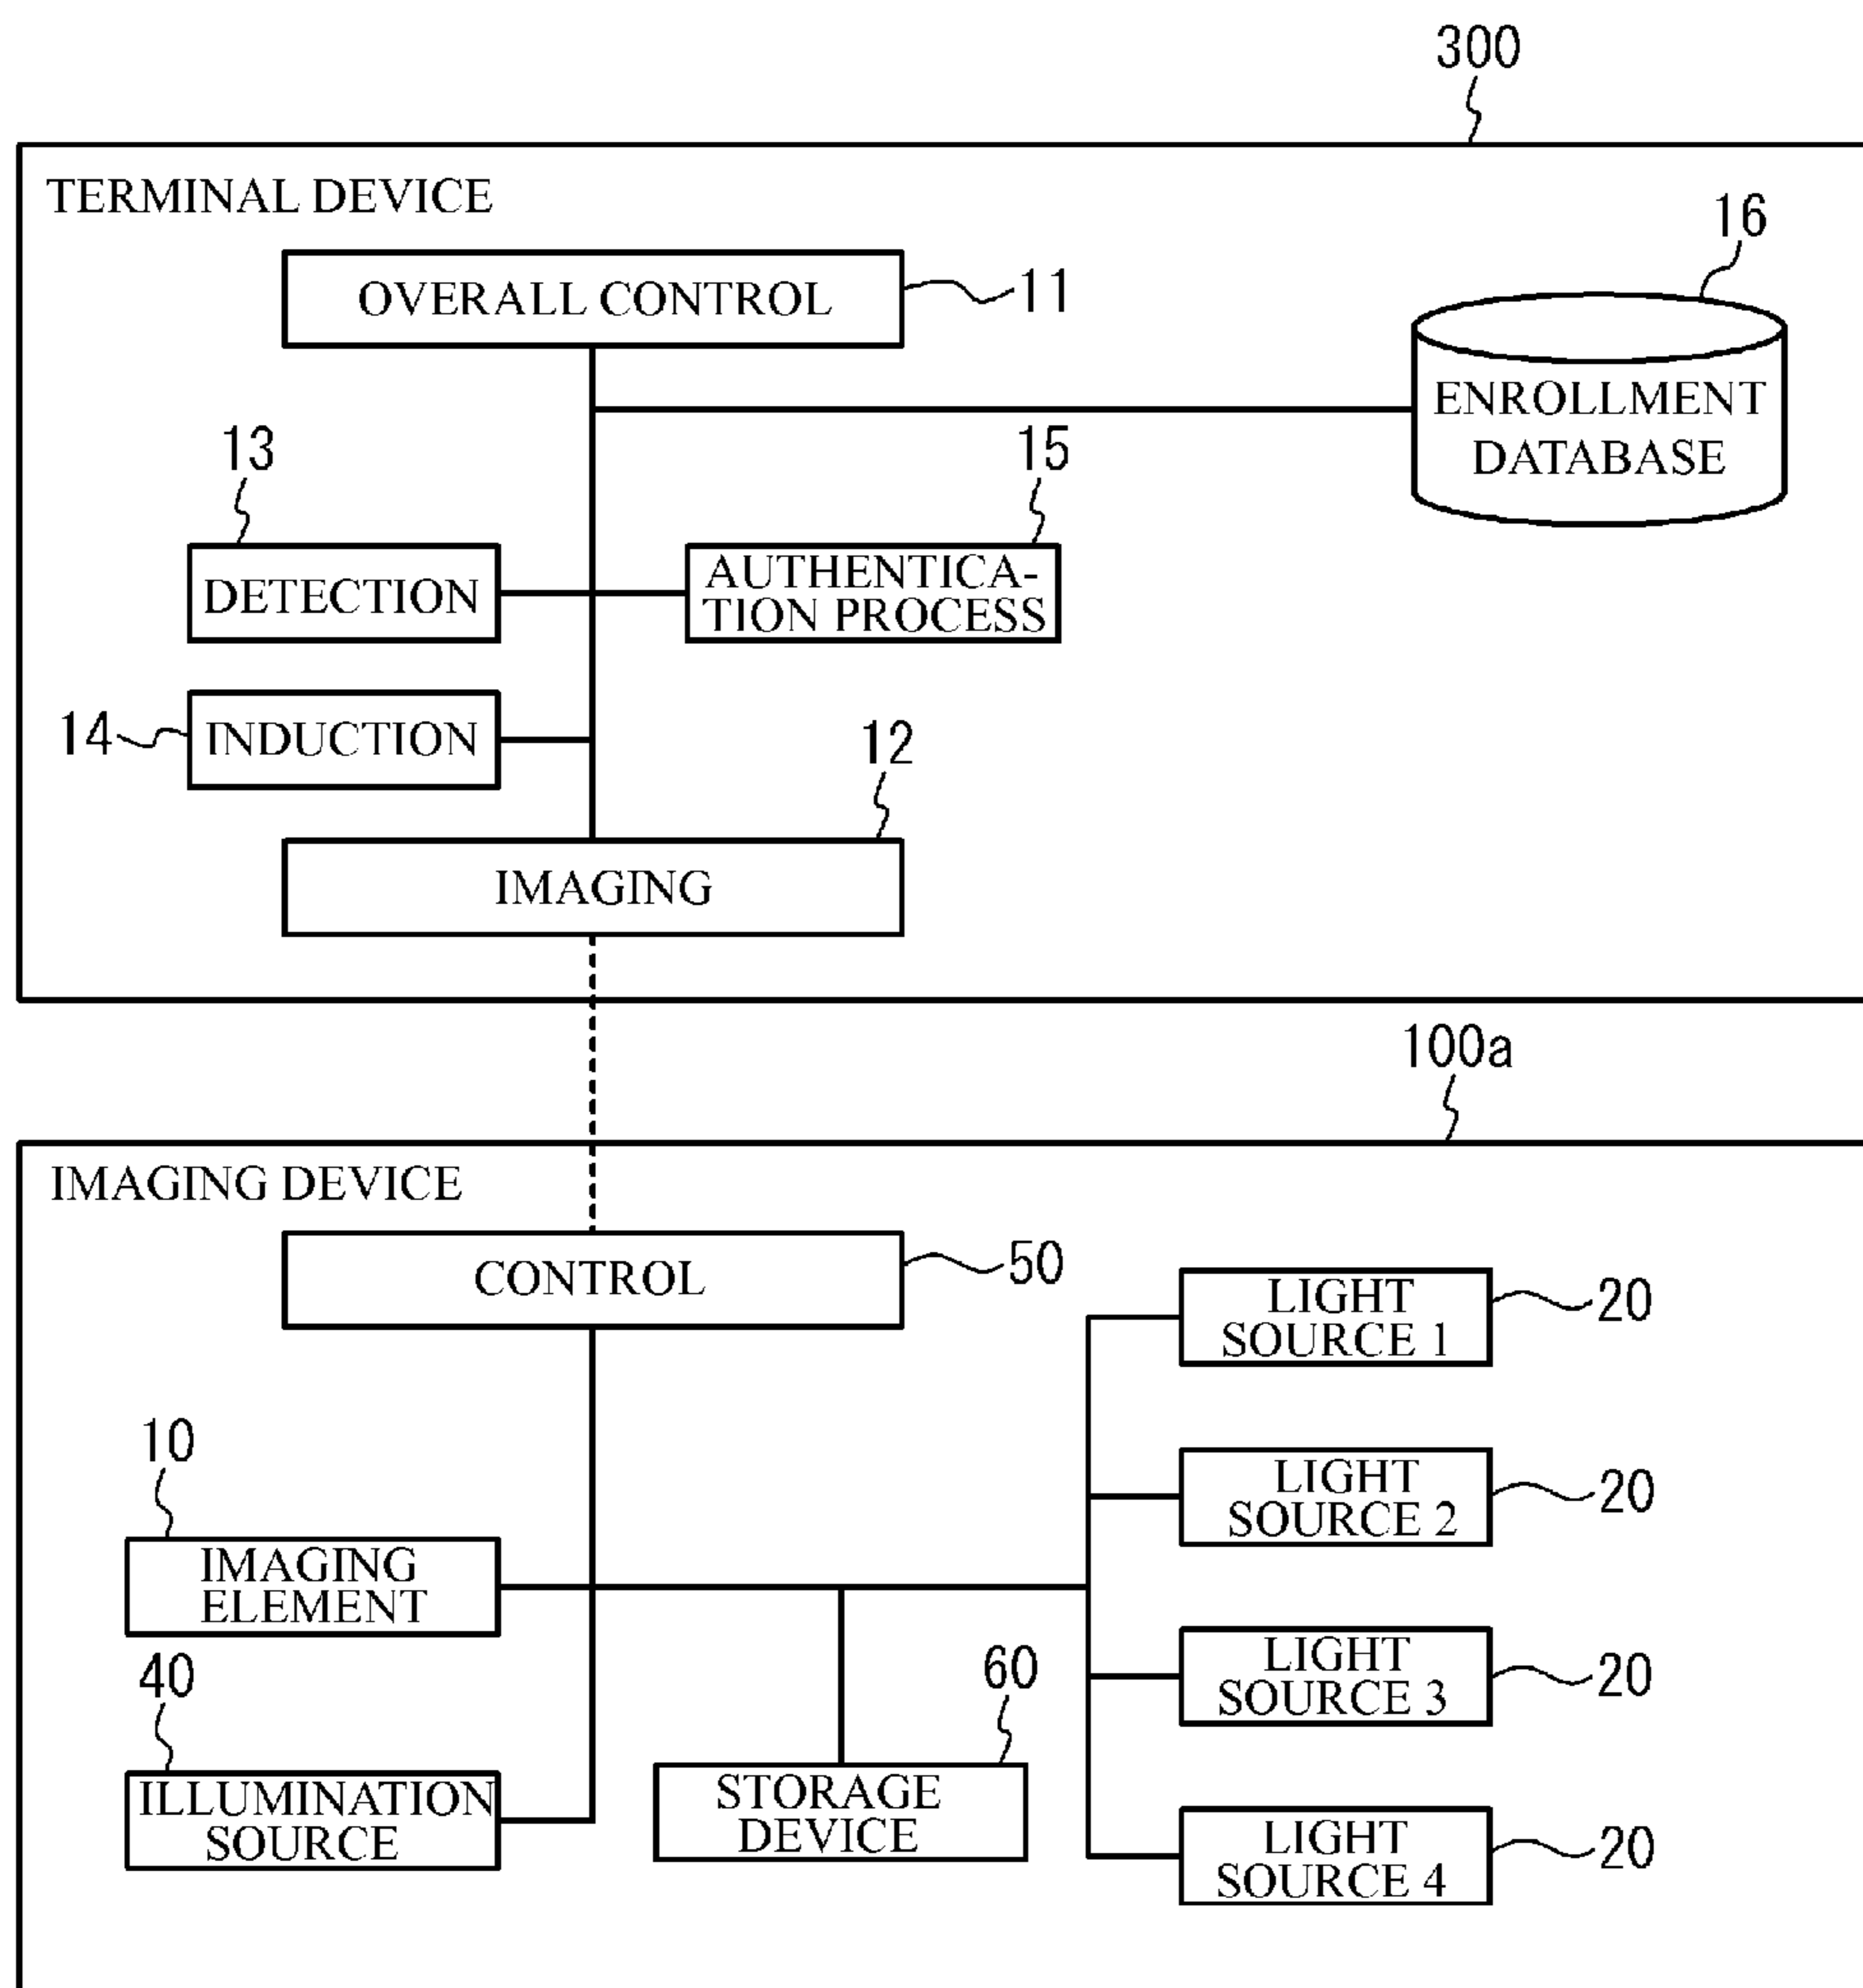 300
TERMINAL DEVICE
16
OVERALL CONTROL
11
ENROLLMENT
DATABASE
13
15
DETECTION
AUTHENTICA-
TION PROCESS
14
INDUCTION
12
IMAGING
100a
IMAGING DEVICE
CONTROL
50
LIGHT
SOURCE 1
20
10
LIGHT
SOURCE 2
20
IMAGING
ELEMENT
40
60
LIGHT
SOURCE 3
20
ILLUMINATION
SOURCE
STORAGE
DEVICE
LIGHT
SOURCE 4
20